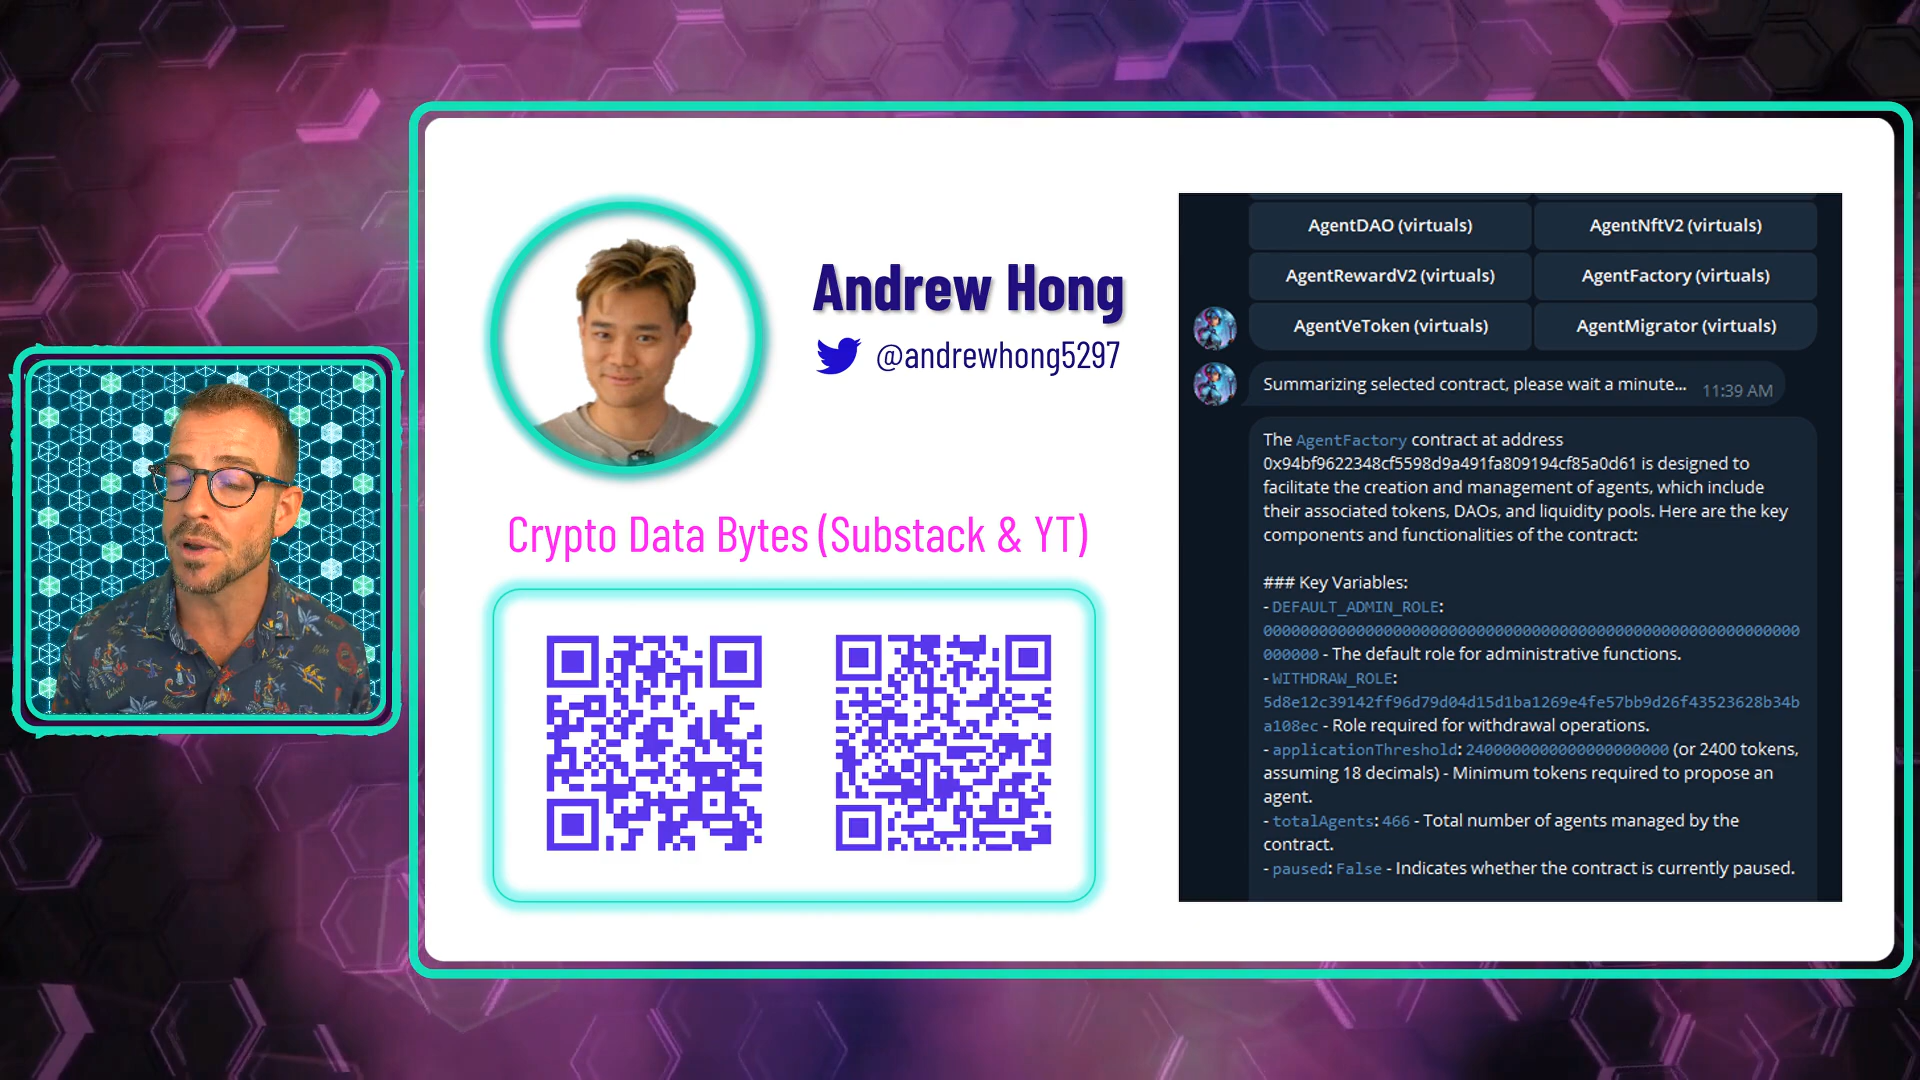 Andrew Hong
@andrewhong5297
Crypto Data Bytes (Substack & YT)
AgentDAO (virtuals)
AgentNftV2 (virtuals)
AgentRewardV2 (virtuals)
AgentFactory (virtuals)
AgentVeToken (virtuals)
AgentMigrator (virtuals)
Summarizing selected contract, please wait a minute...
11:39 AM
The AgentFactory contract at address
0x94bf9622348cf5598d9a491fa809194cf85a0d61 is designed to
facilitate the creation and management of agents, which include
their associated tokens, DAOs, and liquidity pools. Here are the key
components and functionalities of the contract:
### Key Variables:
- DEFAULT_ADMIN_ROLE:
0000000000000000000000000000000000000000000000000000000000
000000 - The default role for administrative functions.
- WITHDRAW_ROLE:
5d8e12c39142ff96d79d04d15d1ba1269e4fe57bb9d26f43523628b34b
a108ec - Role required for withdrawal operations.
- applicationThreshold: 2400000000000000000000 (or 2400 tokens,
assuming 18 decimals) - Minimum tokens required to propose an
agent.
- totalAgents: 466 - Total number of agents managed by the
contract.
- paused: False - Indicates whether the contract is currently paused.